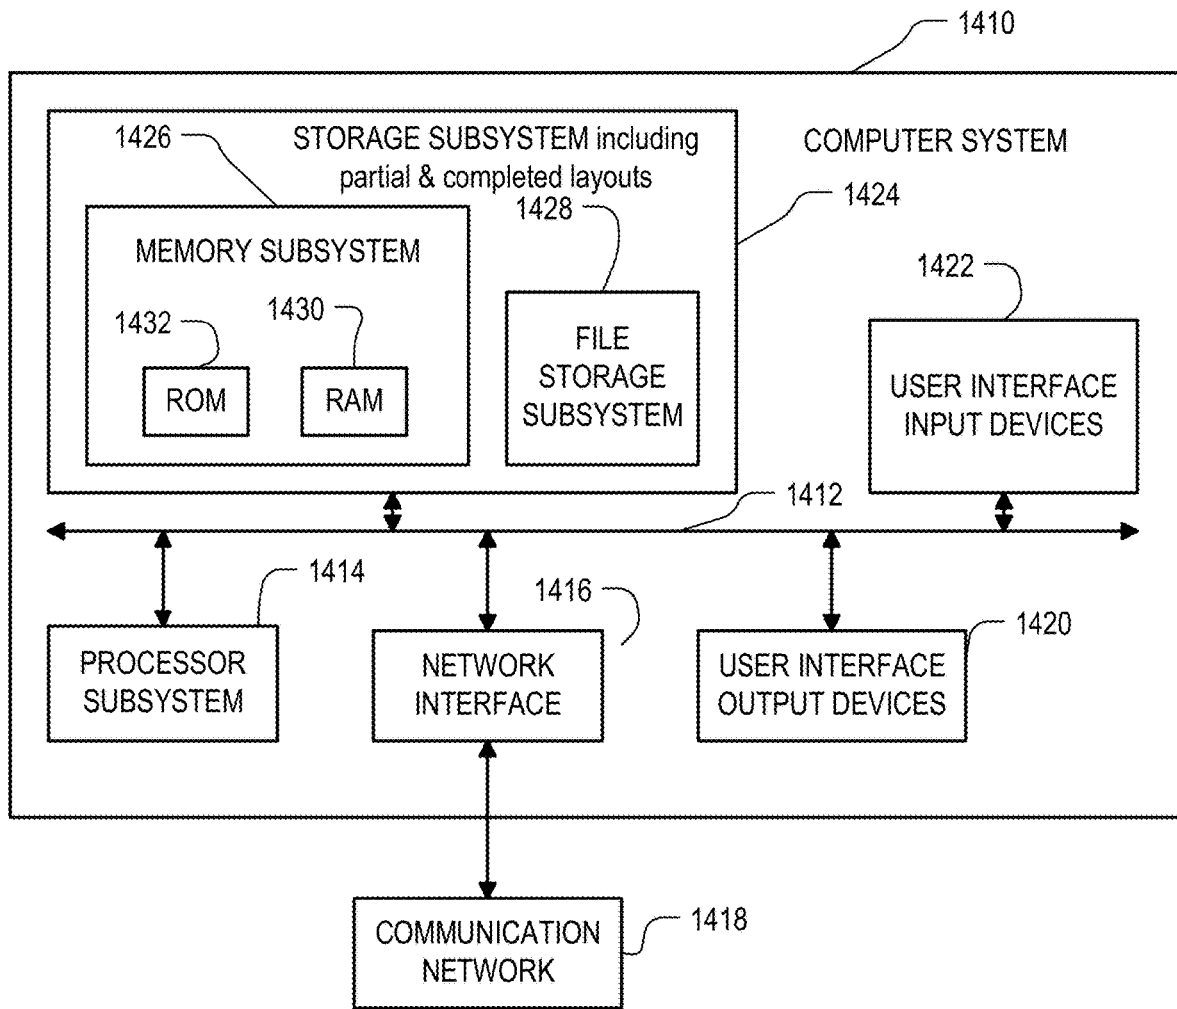 1410
STORAGE SUBSYSTEM including
partial & completed layouts
COMPUTER SYSTEM
1426
1424
1428
MEMORY SUBSYSTEM
1422
1432
1430
FILE
STORAGE
SUBSYSTEM
ROM
RAM
USER INTERFACE
INPUT DEVICES
1412
1414
1416
1420
PROCESSOR
SUBSYSTEM
NETWORK
INTERFACE
USER INTERFACE
OUTPUT DEVICES
COMMUNICATION
NETWORK
1418